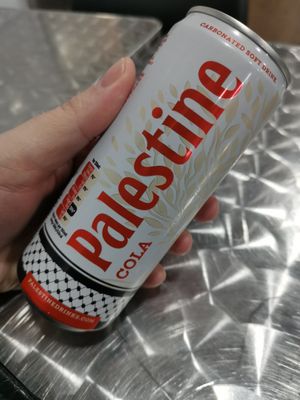 CARBONATED SOFT DRINK
Palestine
COLA
PALESTINEDRINKS.COM